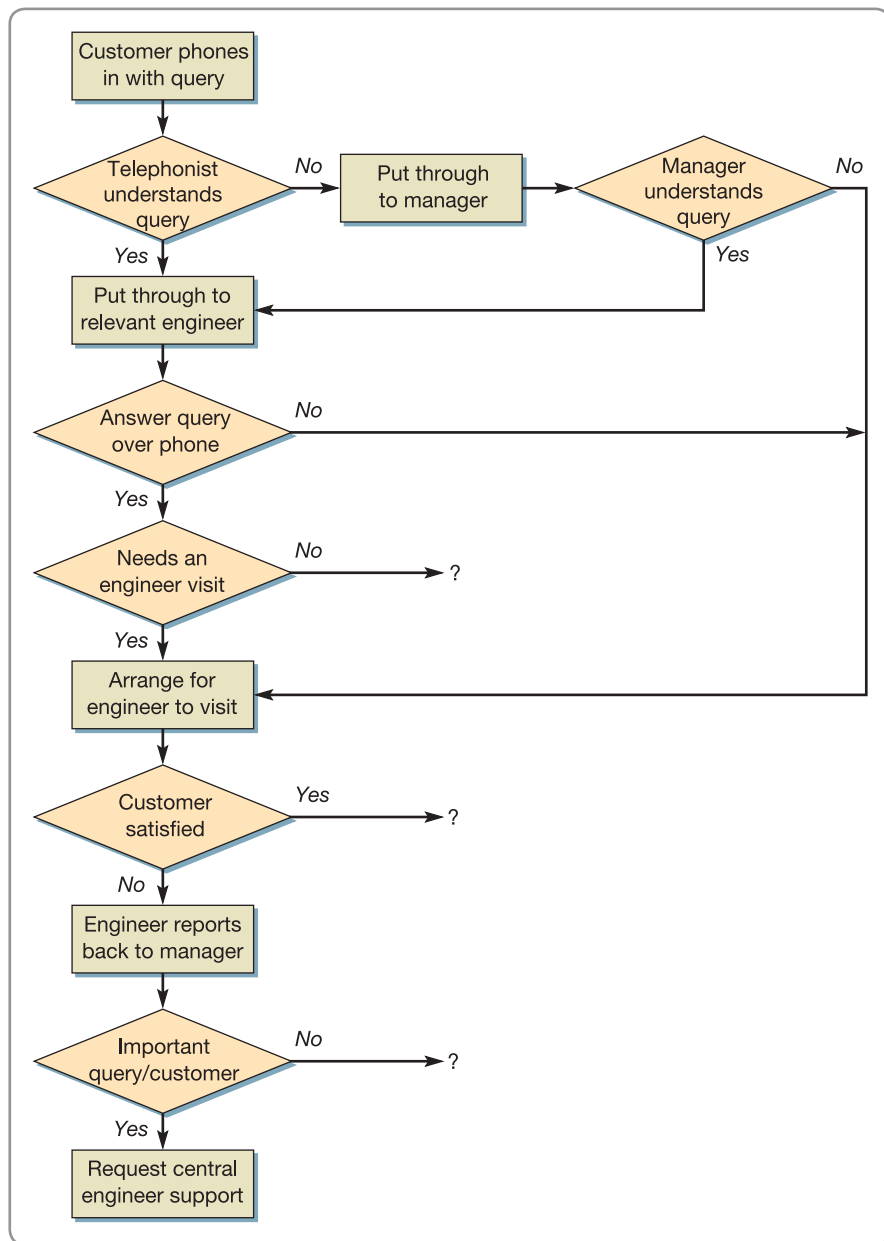 Customer phones
in with query
Telephonist
understands
query
No
Put through
to manager
Manager
understands
query
No
Yes
Yes
Put through to
relevant engineer
Answer query
over phone
No
Yes
Needs an
engineer visit
No
?
Yes
Arrange for
engineer to visit
Customer
satisfied
Yes
?
No
Engineer reports
back to manager
Important
query/customer
No
?
Yes
Request central
engineer support